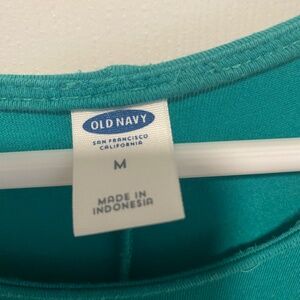 OLD NAVY
SAN FRANCISCO
CALIFORNIA
M
MADE IN
INDONESIA